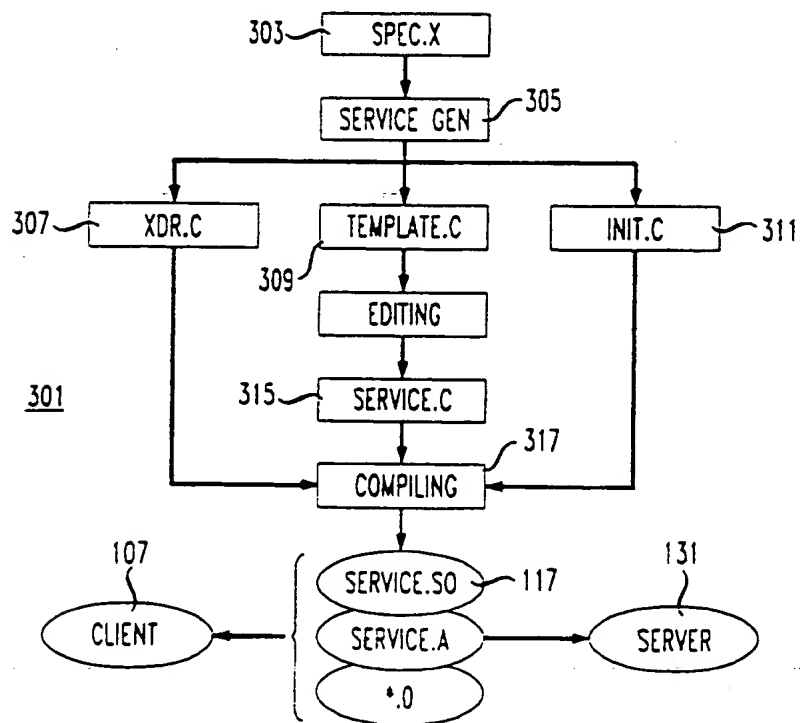 303 SPEC.X
SERVICE GEN 305
307 XDR.C
TEMPLATE.C
309
INIT.C 311
EDITING
301
315 SERVICE.C
317
COMPILING
107
SERVICE.SO 117
131
CLIENT
SERVICE.A
SERVER
*.O